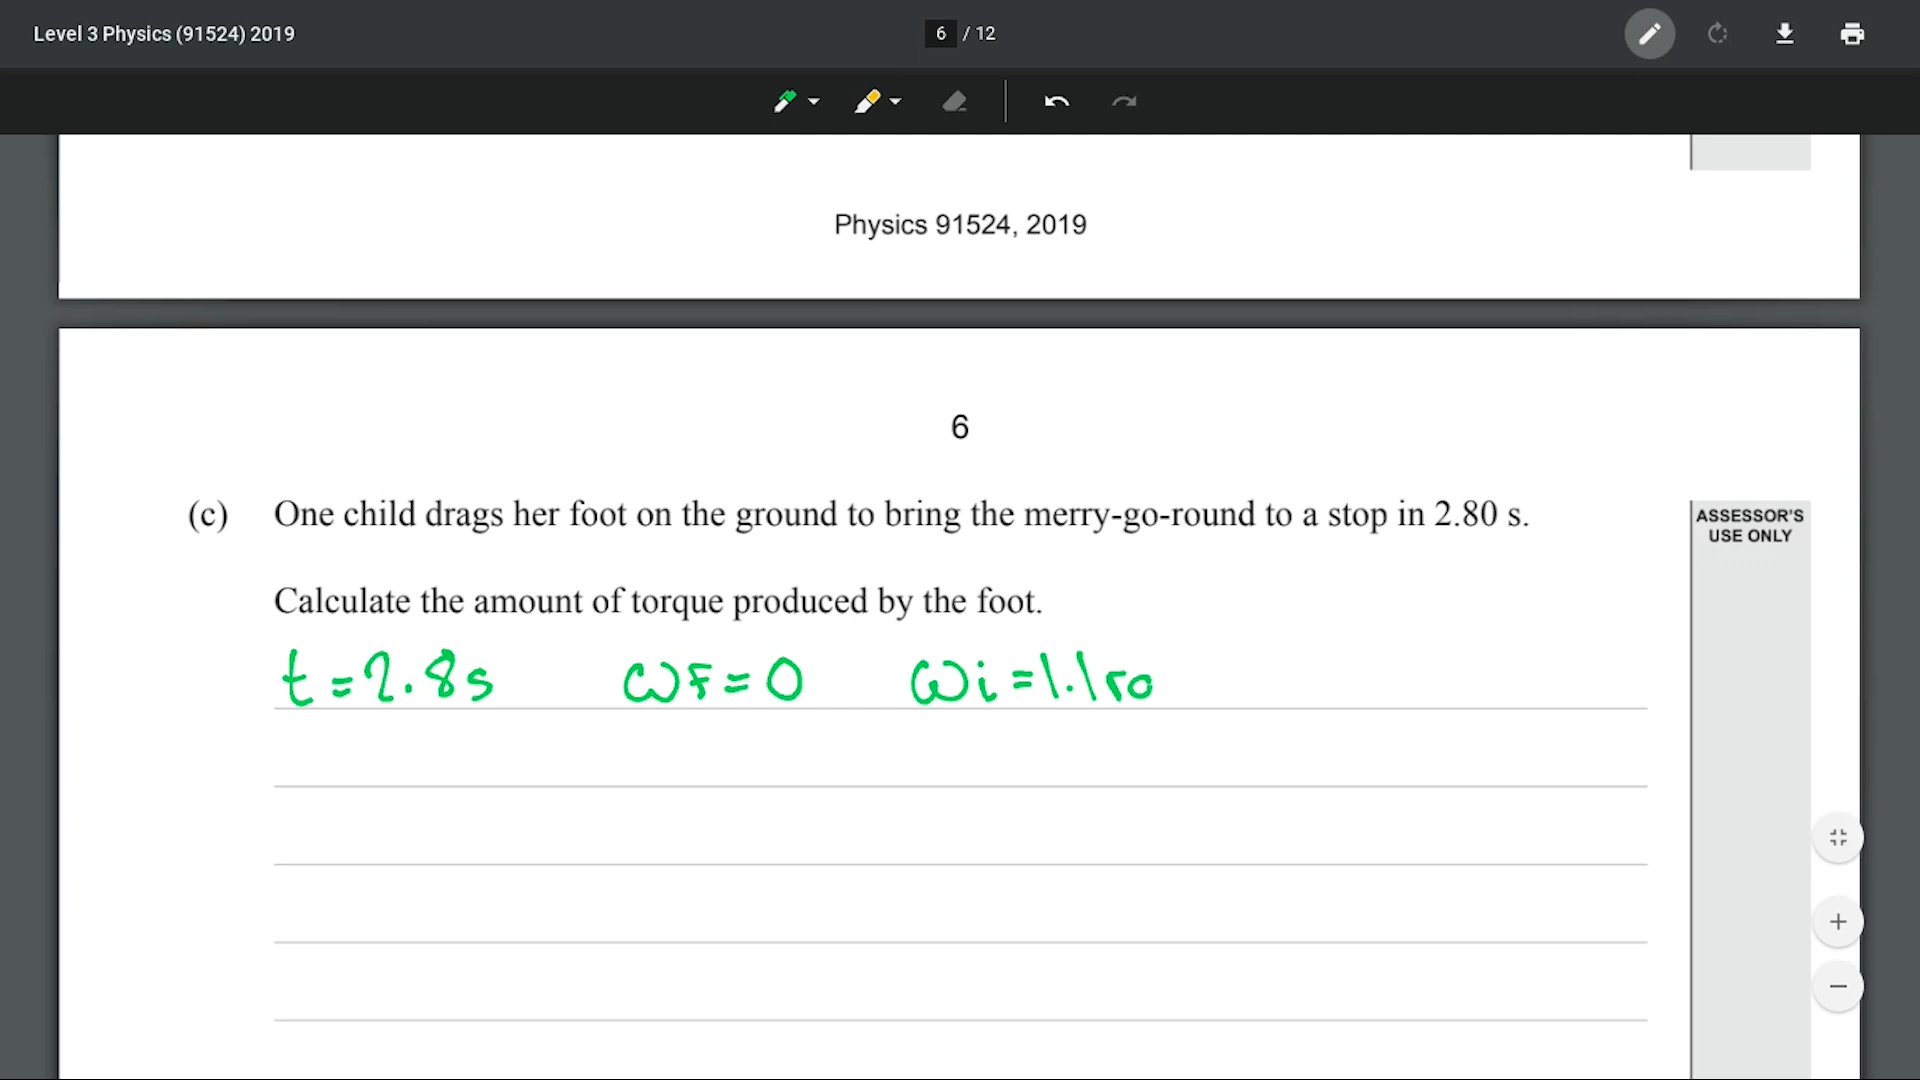 Level 3 Physics (91524) 2019
6 / 12
Physics 91524, 2019
6
(c) One child drags her foot on the ground to bring the merry-go-round to a stop in 2.80 s.
ASSESSOR'S
USE ONLY
Calculate the amount of torque produced by the foot.
t = 2.8s ωf = 0 ωi = 1.1ra